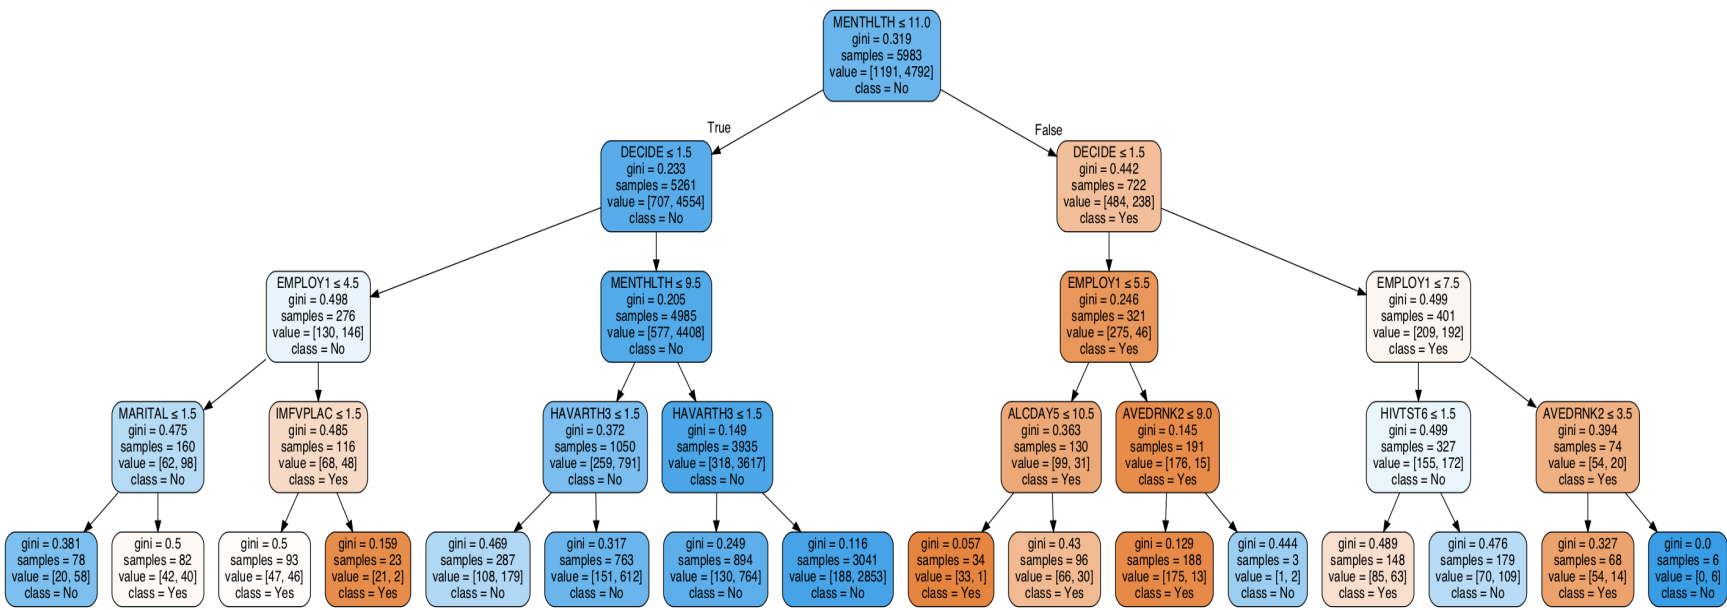 MENTHLTH ≤ 11.0
gini = 0.319
samples = 5983
value = [1191, 4792]
class = No
True
False
DECIDE ≤ 1.5
gini = 0.233
samples = 5261
value = [707, 4554]
class = No
DECIDE ≤ 1.5
gini = 0.442
samples = 722
value = [484, 238]
class = Yes
EMPLOY1 ≤ 4.5
gini = 0.498
samples = 276
value = [130, 146]
class = No
MENTHLTH ≤ 9.5
gini = 0.205
samples = 4985
value = [577, 4408]
class = No
EMPLOY1 ≤ 5.5
gini = 0.246
samples = 321
value = [275, 46]
class = Yes
EMPLOY1 ≤ 7.5
gini = 0.499
samples = 401
value = [209, 192]
class = Yes
MARITAL ≤ 1.5
gini = 0.475
samples = 160
value = [62, 98]
class = No
IMFVPLAC ≤ 1.5
gini = 0.485
samples = 116
value = [68, 48]
class = Yes
HAVARTH3 ≤ 1.5
gini = 0.372
samples = 1050
value = [259, 791]
class = No
HAVARTH3 ≤ 1.5
gini = 0.149
samples = 3935
value = [318, 3617]
class = No
ALCDAY5 ≤ 10.5
gini = 0.363
samples = 130
value = [99, 31]
class = Yes
AVEDRNK2 ≤ 9.0
gini = 0.145
samples = 191
value = [176, 15]
class = Yes
HIVTST6 ≤ 1.5
gini = 0.499
samples = 327
value = [155, 172]
class = No
AVEDRNK2 ≤ 3.5
gini = 0.394
samples = 74
value = [54, 20]
class = Yes
gini = 0.381
samples = 78
value = [20, 58]
class = No
gini = 0.5
samples = 82
value = [42, 40]
class = Yes
gini = 0.5
samples = 93
value = [47, 46]
class = Yes
gini = 0.159
samples = 23
value = [21, 2]
class = Yes
gini = 0.469
samples = 287
value = [108, 179]
class = No
gini = 0.317
samples = 763
value = [151, 612]
class = No
gini = 0.249
samples = 894
value = [130, 764]
class = No
gini = 0.116
samples = 3041
value = [188, 2853]
class = No
gini = 0.057
samples = 34
value = [33, 1]
class = Yes
gini = 0.43
samples = 96
value = [66, 30]
class = Yes
gini = 0.129
samples = 188
value = [175, 13]
class = Yes
gini = 0.444
samples = 3
value = [1, 2]
class = No
gini = 0.489
samples = 148
value = [85, 63]
class = Yes
gini = 0.476
samples = 179
value = [70, 109]
class = No
gini = 0.327
samples = 68
value = [54, 14]
class = Yes
gini = 0.0
samples = 6
value = [0, 6]
class = No